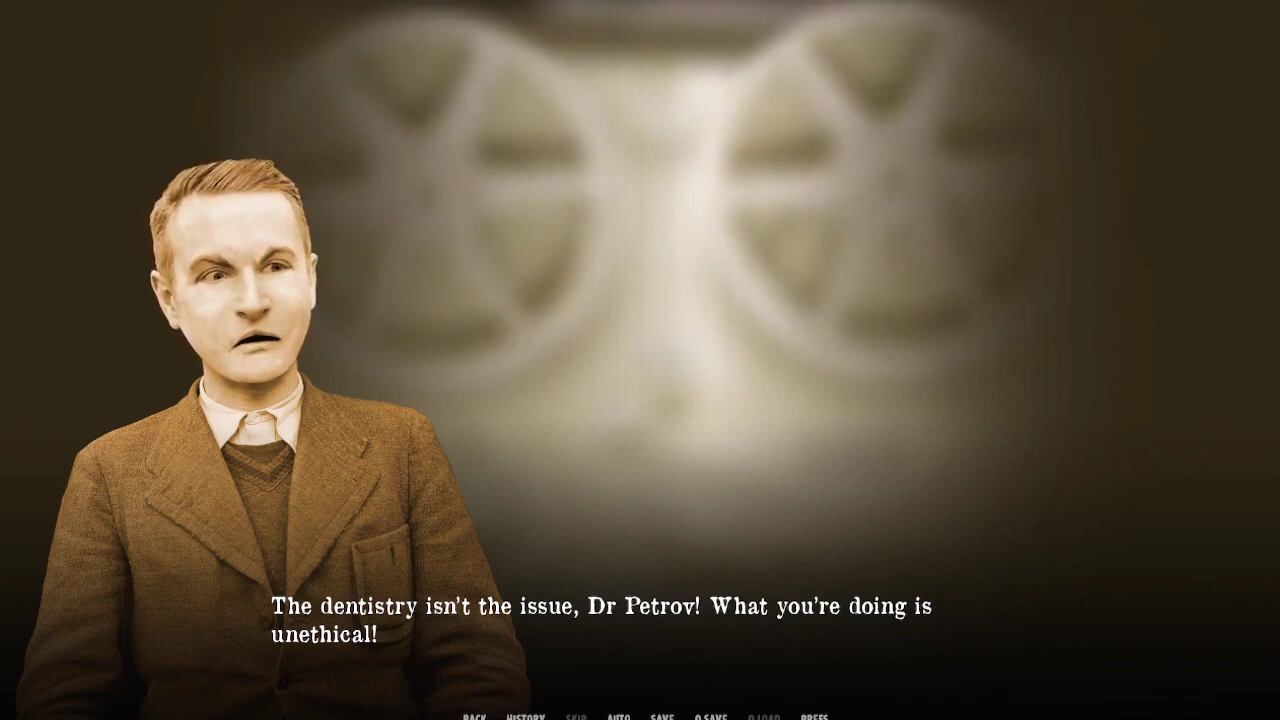 The dentistry isn't the issue, Dr Petrov! What you're doing is
unethical!
BACK HISTORY SKIP AUTO SAVE Q.SAVE Q.LOAD PREFS